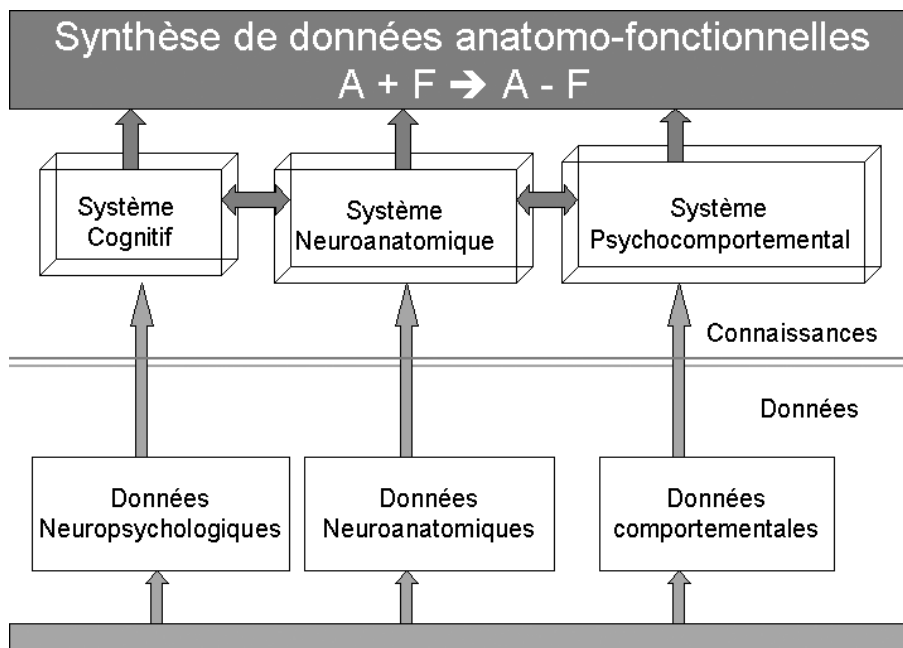 Synthèse de données anatomo-fonctionnelles
A + F ➔ A - F
Système
Cognitif
Système
Neuroanatomique
Système
Psychocomportemental
Connaissances
Données
Données
Neuropsychologiques
Données
Neuroanatomiques
Données
comportementales